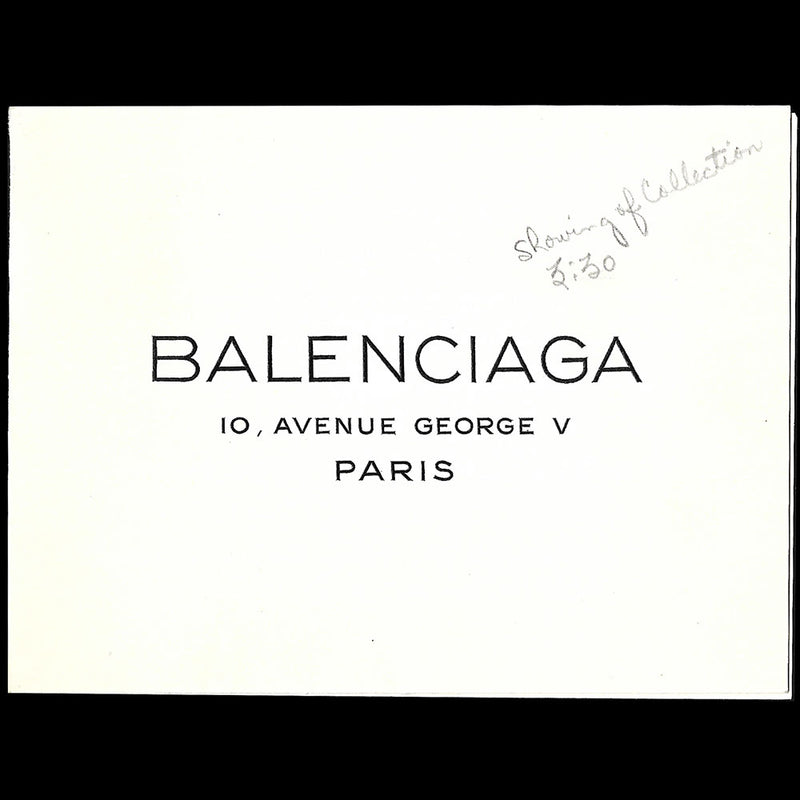 Showing of Collection
3:30
BALENCIAGA
10, AVENUE GEORGE V
PARIS